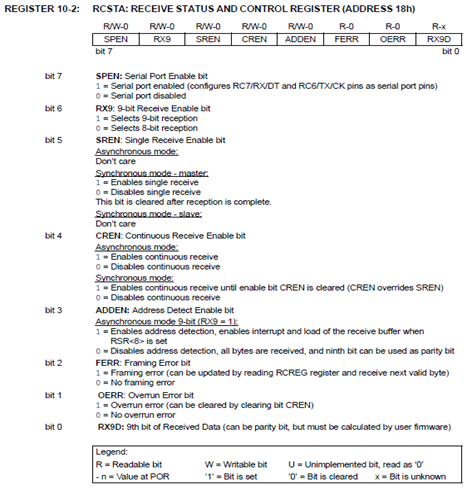 REGISTER 10-2: RCSTA: RECEIVE STATUS AND CONTROL REGISTER (ADDRESS 18h)
R/W-0 R/W-0 R/W-0 R/W-0 R/W-0 R-0 R-0 R-x
SPEN RX9 SREN CREN ADDEN FERR OERR RX9D
bit 7 bit 0
bit 7 SPEN: Serial Port Enable bit
1 = Serial port enabled (configures RC7/RX/DT and RC6/TX/CK pins as serial port pins)
0 = Serial port disabled
bit 6 RX9: 9-bit Receive Enable bit
1 = Selects 9-bit reception
0 = Selects 8-bit reception
bit 5 SREN: Single Receive Enable bit
Asynchronous mode:
Don't care
Synchronous mode - master:
1 = Enables single receive
0 = Disables single receive
This bit is cleared after reception is complete.
Synchronous mode - slave:
Don't care
bit 4 CREN: Continuous Receive Enable bit
Asynchronous mode:
1 = Enables continuous receive
0 = Disables continuous receive
Synchronous mode:
1 = Enables continuous receive until enable bit CREN is cleared (CREN overrides SREN)
0 = Disables continuous receive
bit 3 ADDEN: Address Detect Enable bit
Asynchronous mode 9-bit (RX9 = 1):
1 = Enables address detection, enables interrupt and load of the receive buffer when
RSR<8> is set
0 = Disables address detection, all bytes are received, and ninth bit can be used as parity bit
bit 2 FERR: Framing Error bit
1 = Framing error (can be updated by reading RCREG register and receive next valid byte)
0 = No framing error
bit 1 OERR: Overrun Error bit
1 = Overrun error (can be cleared by clearing bit CREN)
0 = No overrun error
bit 0 RX9D: 9th bit of Received Data (can be parity bit, but must be calculated by user firmware)
Legend:
R = Readable bit W = Writable bit U = Unimplemented bit, read as '0'
- n = Value at POR '1' = Bit is set '0' = Bit is cleared x = Bit is unknown